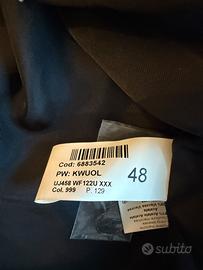 Cod: 6883542
PW: KWUOL
UJ458 WF122U XXX
Col. 999 P. 129
48
subito